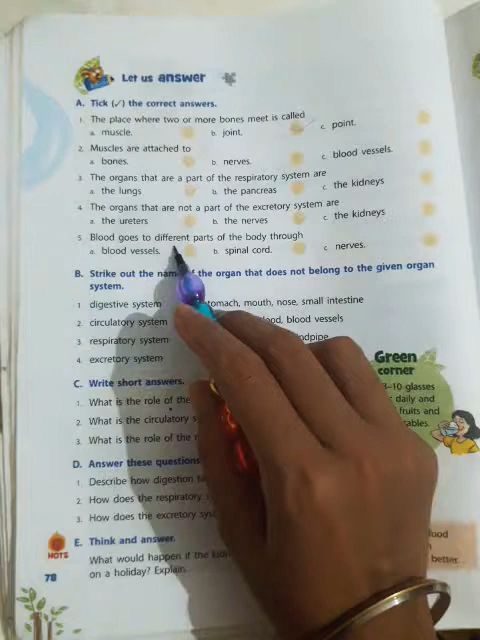 Let us answer
A. Tick (✓) the correct answers.
1. The place where two or more bones meet is called
a. muscle. b. joint. c. point.
2. Muscles are attached to
a. bones. b. nerves. c. blood vessels.
3. The organs that are a part of the respiratory system are
a. the lungs b. the pancreas c. the kidneys
4. The organs that are not a part of the excretory system are
a. the ureters b. the nerves c. the kidneys
5. Blood goes to different parts of the body through
a. blood vessels. b. spinal cord. c. nerves.
B. Strike out the name of the organ that does not belong to the given organ
system.
1 digestive system stomach, mouth, nose, small intestine
2. circulatory system blood, blood vessels
3. respiratory system
4. excretory system
Green
corner
8–10 glasses
daily and
fruits and
C. Write short answers.
1. What is the role of the
2. What is the circulatory
3. What is the role of the
D. Answer these questions
1. Describe how digestion
2. How does the respiratory
3. How does the excretory
E. Think and answer.
HOTS
What would happen if the
on a holiday? Explain.
better.
78